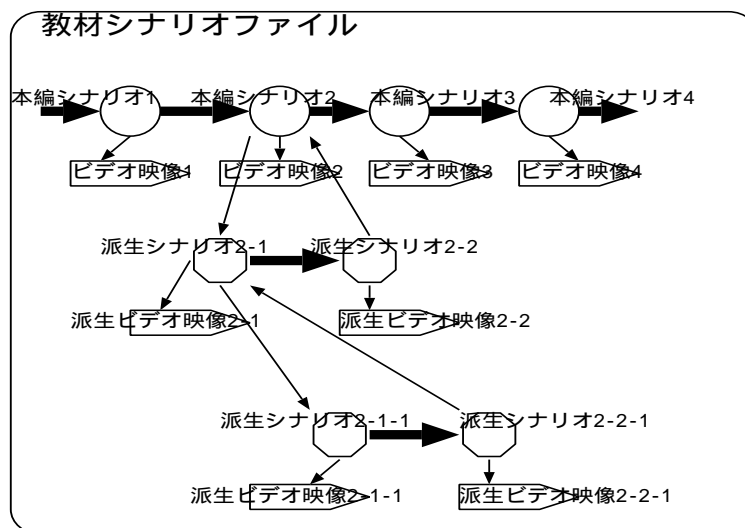 教材シナリオファイル
本編シナリオ1
本編シナリオ2
本編シナリオ3
本編シナリオ4
ビデオ映像1
ビデオ映像2
ビデオ映像3
ビデオ映像4
派生シナリオ2-1
派生シナリオ2-2
派生ビデオ映像2-1
派生ビデオ映像2-2
派生シナリオ2-1-1
派生シナリオ2-2-1
派生ビデオ映像2-1-1
派生ビデオ映像2-2-1